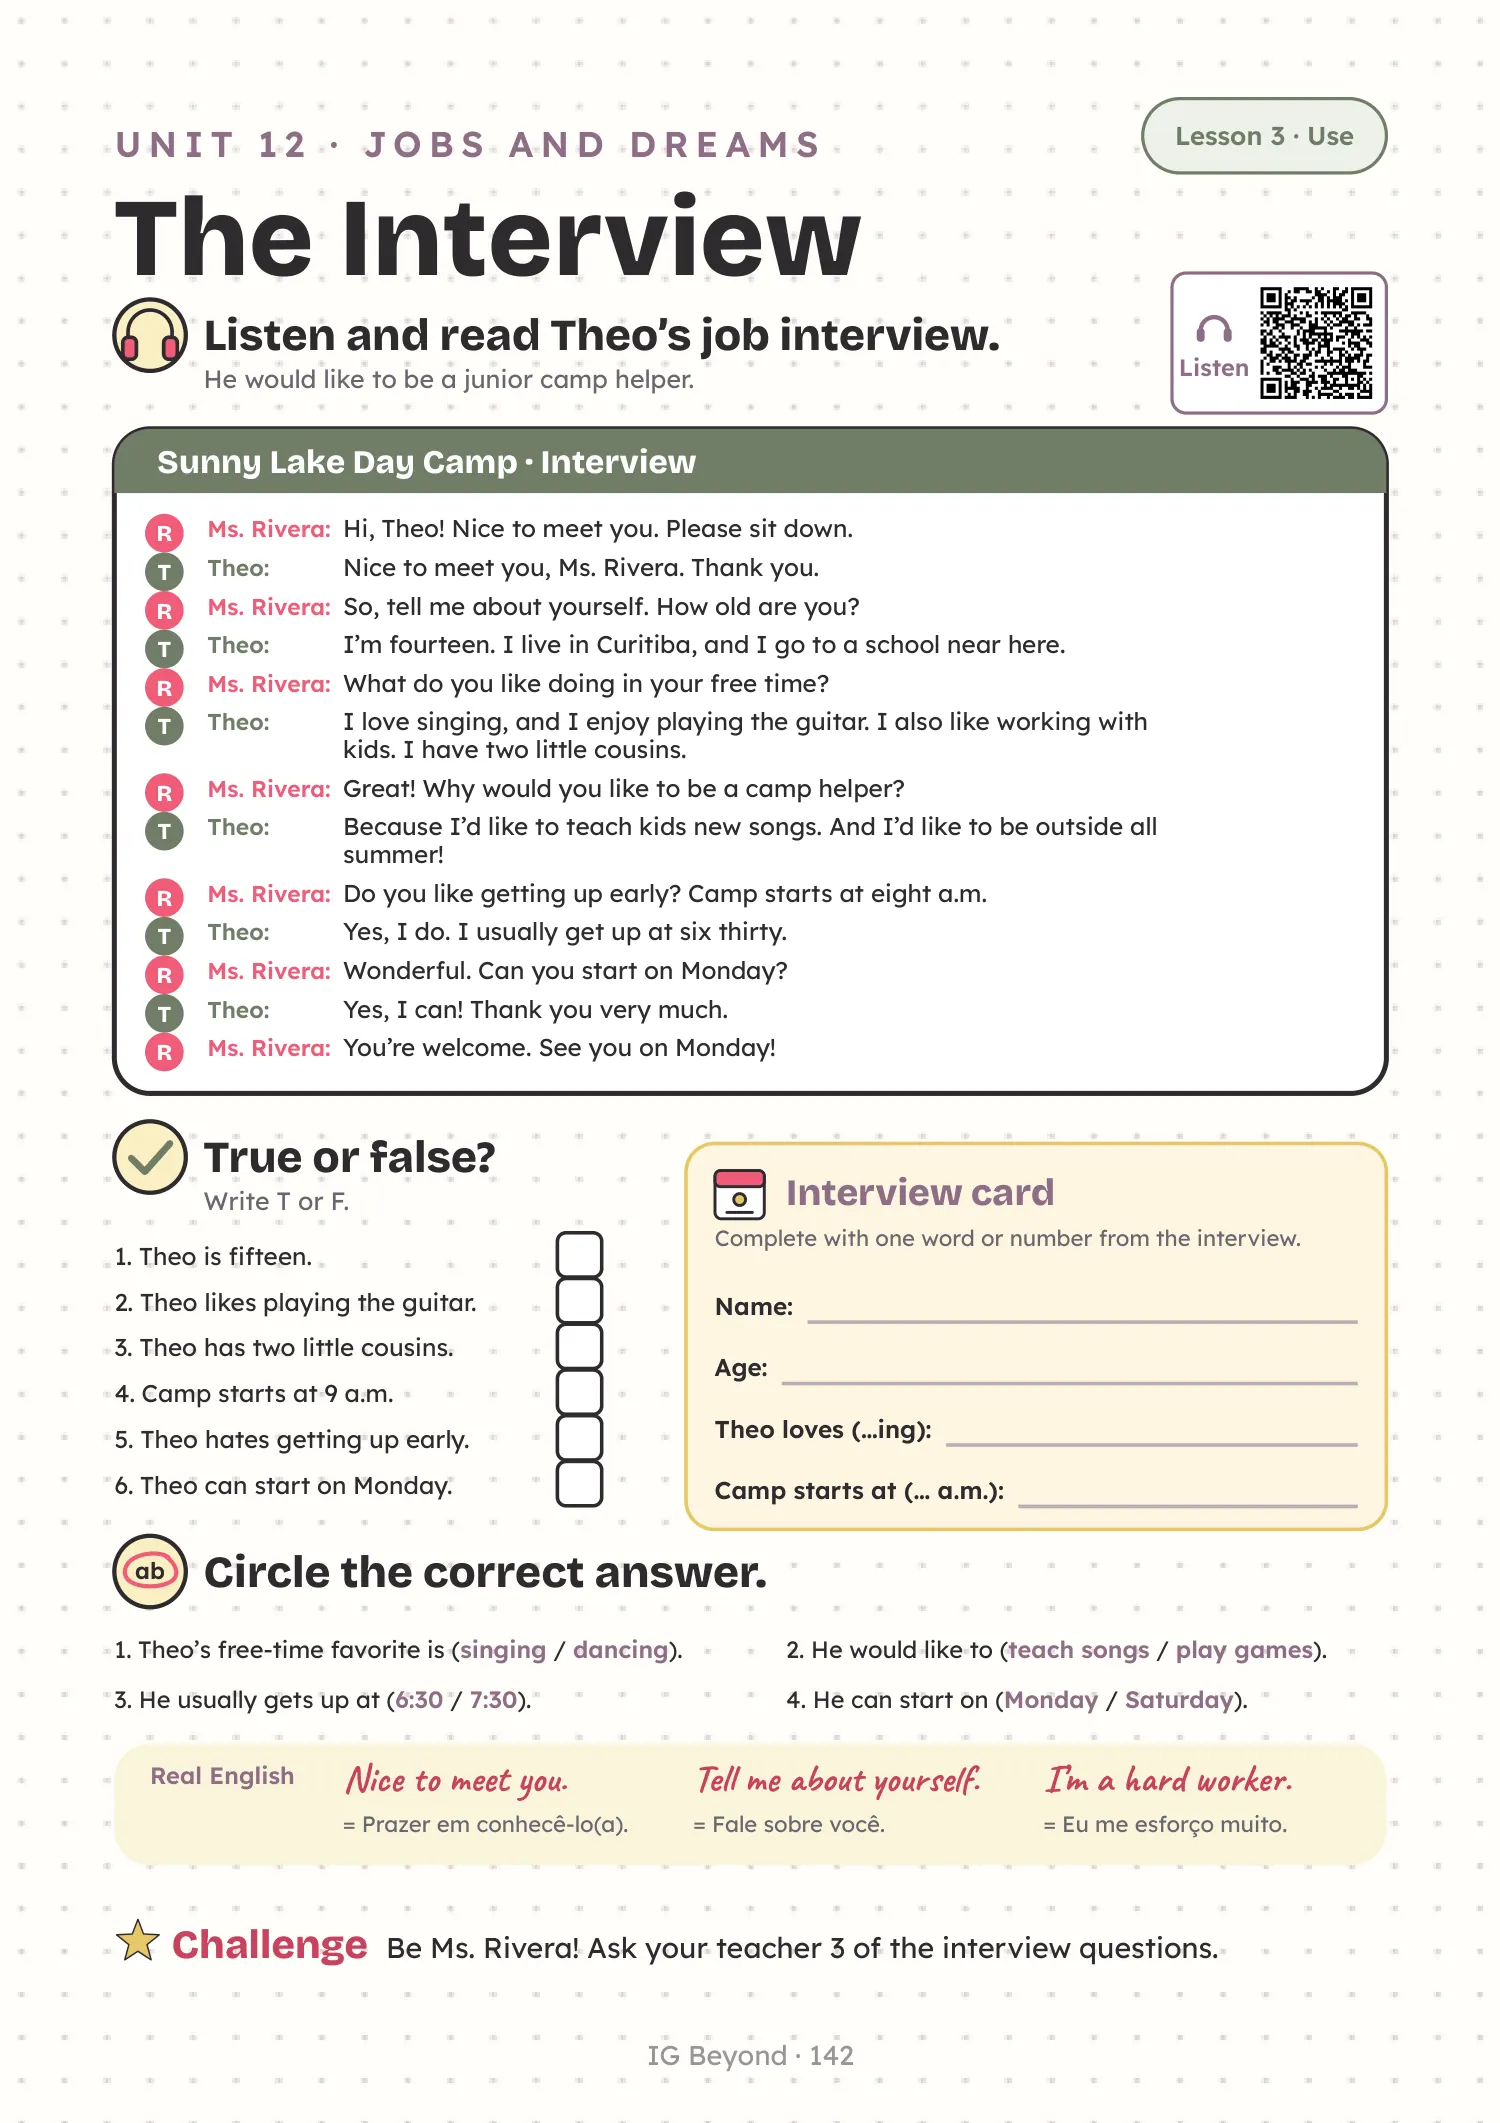 UNIT 12 · JOBS AND DREAMS
Lesson 3 · Use
The Interview
Listen and read Theo's job interview.
He would like to be a junior camp helper.
Listen
Sunny Lake Day Camp · Interview
R Ms. Rivera: Hi, Theo! Nice to meet you. Please sit down.
T Theo: Nice to meet you, Ms. Rivera. Thank you.
R Ms. Rivera: So, tell me about yourself. How old are you?
T Theo: I'm fourteen. I live in Curitiba, and I go to a school near here.
R Ms. Rivera: What do you like doing in your free time?
T Theo: I love singing, and I enjoy playing the guitar. I also like working with
kids. I have two little cousins.
R Ms. Rivera: Great! Why would you like to be a camp helper?
T Theo: Because I'd like to teach kids new songs. And I'd like to be outside all
summer!
R Ms. Rivera: Do you like getting up early? Camp starts at eight a.m.
T Theo: Yes, I do. I usually get up at six thirty.
R Ms. Rivera: Wonderful. Can you start on Monday?
T Theo: Yes, I can! Thank you very much.
R Ms. Rivera: You're welcome. See you on Monday!
True or false?
Write T or F.
1. Theo is fifteen.
2. Theo likes playing the guitar.
3. Theo has two little cousins.
4. Camp starts at 9 a.m.
5. Theo hates getting up early.
6. Theo can start on Monday.
Interview card
Complete with one word or number from the interview.
Name:
Age:
Theo loves (...ing):
Camp starts at (... a.m.):
ab Circle the correct answer.
1. Theo's free-time favorite is (singing / dancing).
2. He would like to (teach songs / play games).
3. He usually gets up at (6:30 / 7:30).
4. He can start on (Monday / Saturday).
Real English
Nice to meet you.
= Prazer em conhecê-lo(a).
Tell me about yourself.
= Fale sobre você.
I'm a hard worker.
= Eu me esforço muito.
Challenge Be Ms. Rivera! Ask your teacher 3 of the interview questions.
IG Beyond · 142